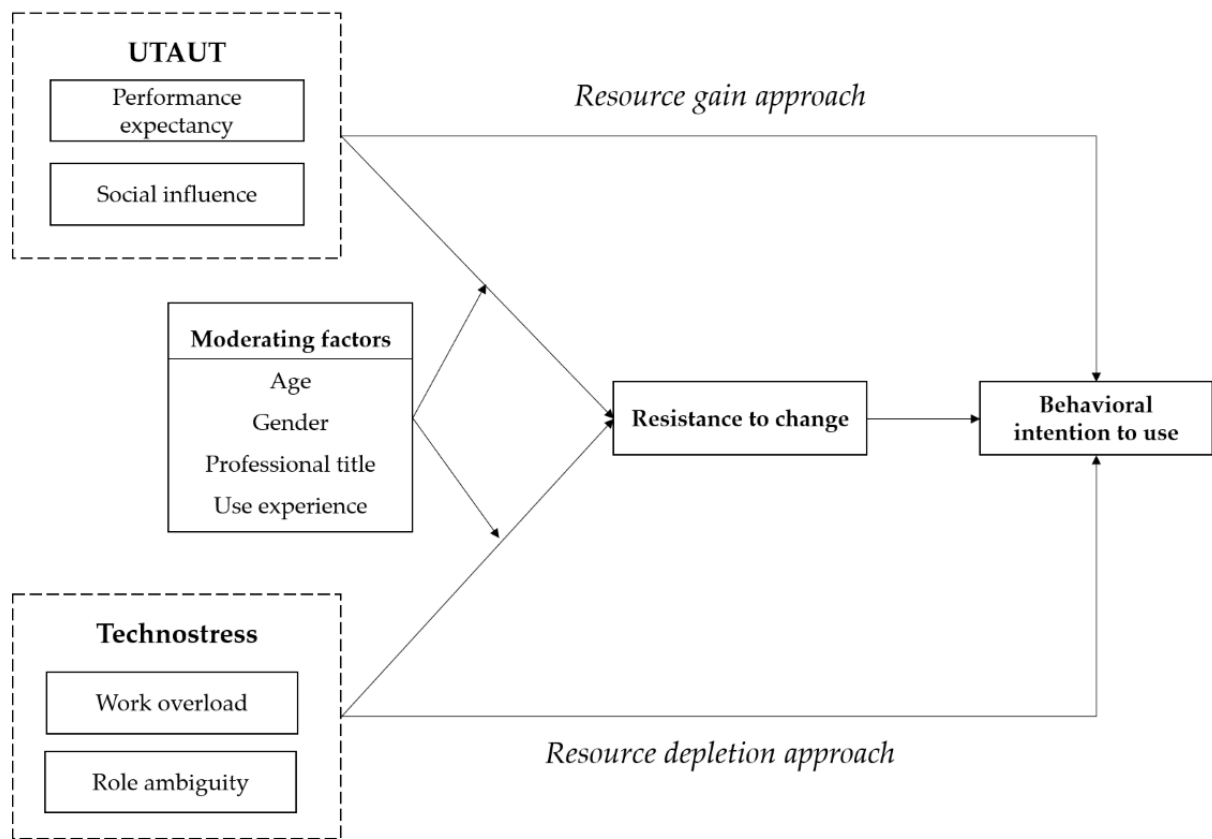 UTAUT
Performance
expectancy
Social influence
Resource gain approach
Moderating factors
Age
Gender
Professional title
Use experience
Resistance to change
Behavioral
intention to use
Technostress
Work overload
Role ambiguity
Resource depletion approach